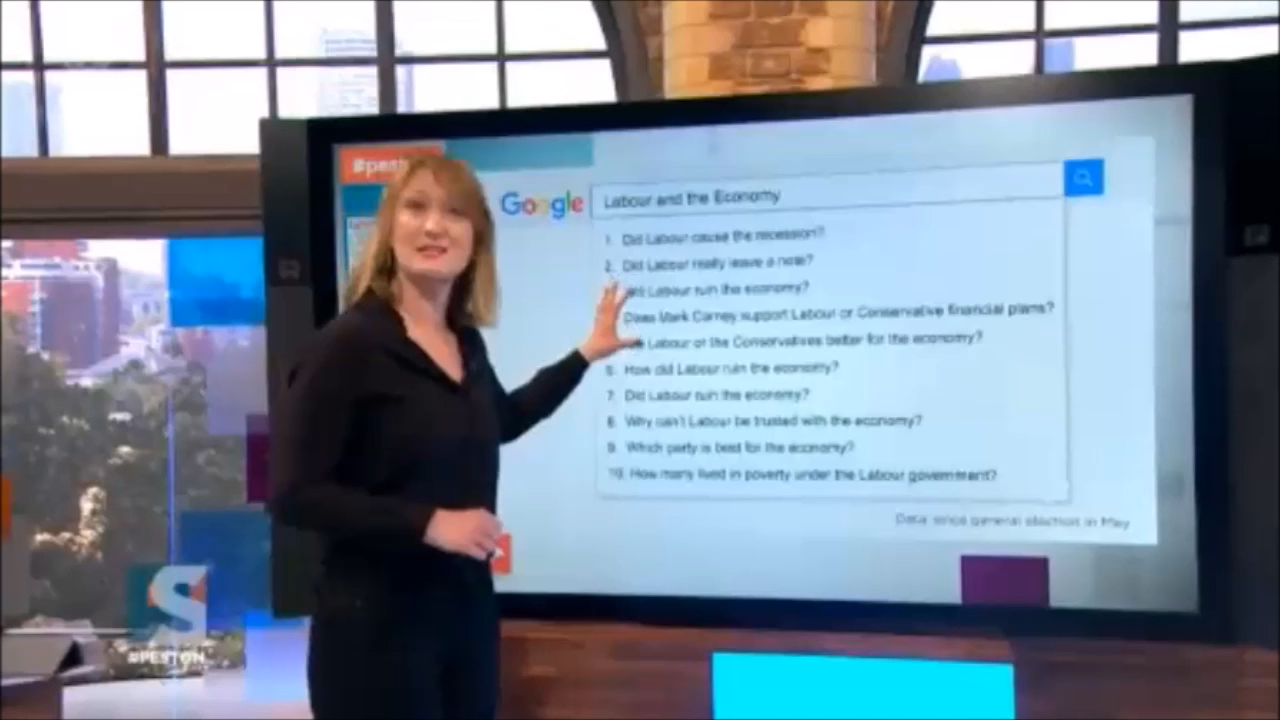 #pest
Google
Labour and the Economy
1. Did Labour cause the recession?
2. Did Labour really leave a note?
Labour ruin the economy?
Does Mark Carney support Labour or Conservative financial plans?
Labour or the Conservatives better for the economy?
6. How did Labour ruin the economy?
7. Did Labour ruin the economy?
8. Why can't Labour be trusted with the economy?
9. Which party is best for the economy?
10. How many lived in poverty under the Labour government?
Data since general election in May
S
#PESTON